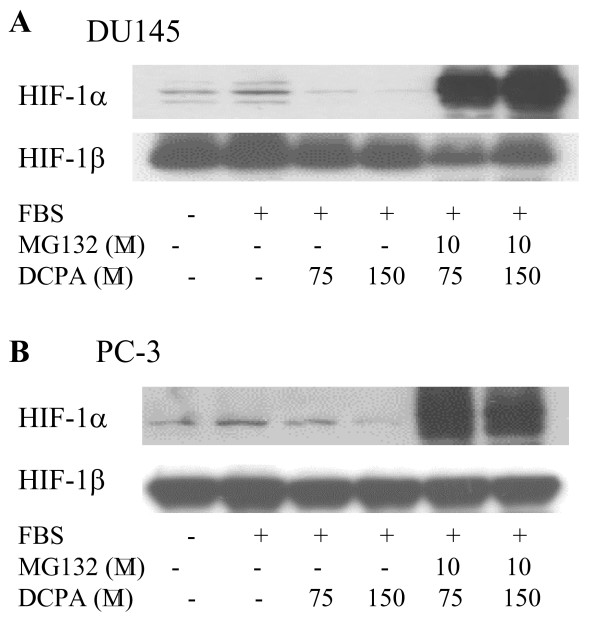 A DU145
HIF-1α
HIF-1β
FBS - + + + + +
MG132 (M̅) - - - - 10 10
DCPA (M̅) - - 75 150 75 150
B PC-3
HIF-1α
HIF-1β
FBS - + + + + +
MG132 (M̅) - - - - 10 10
DCPA (M̅) - - 75 150 75 150